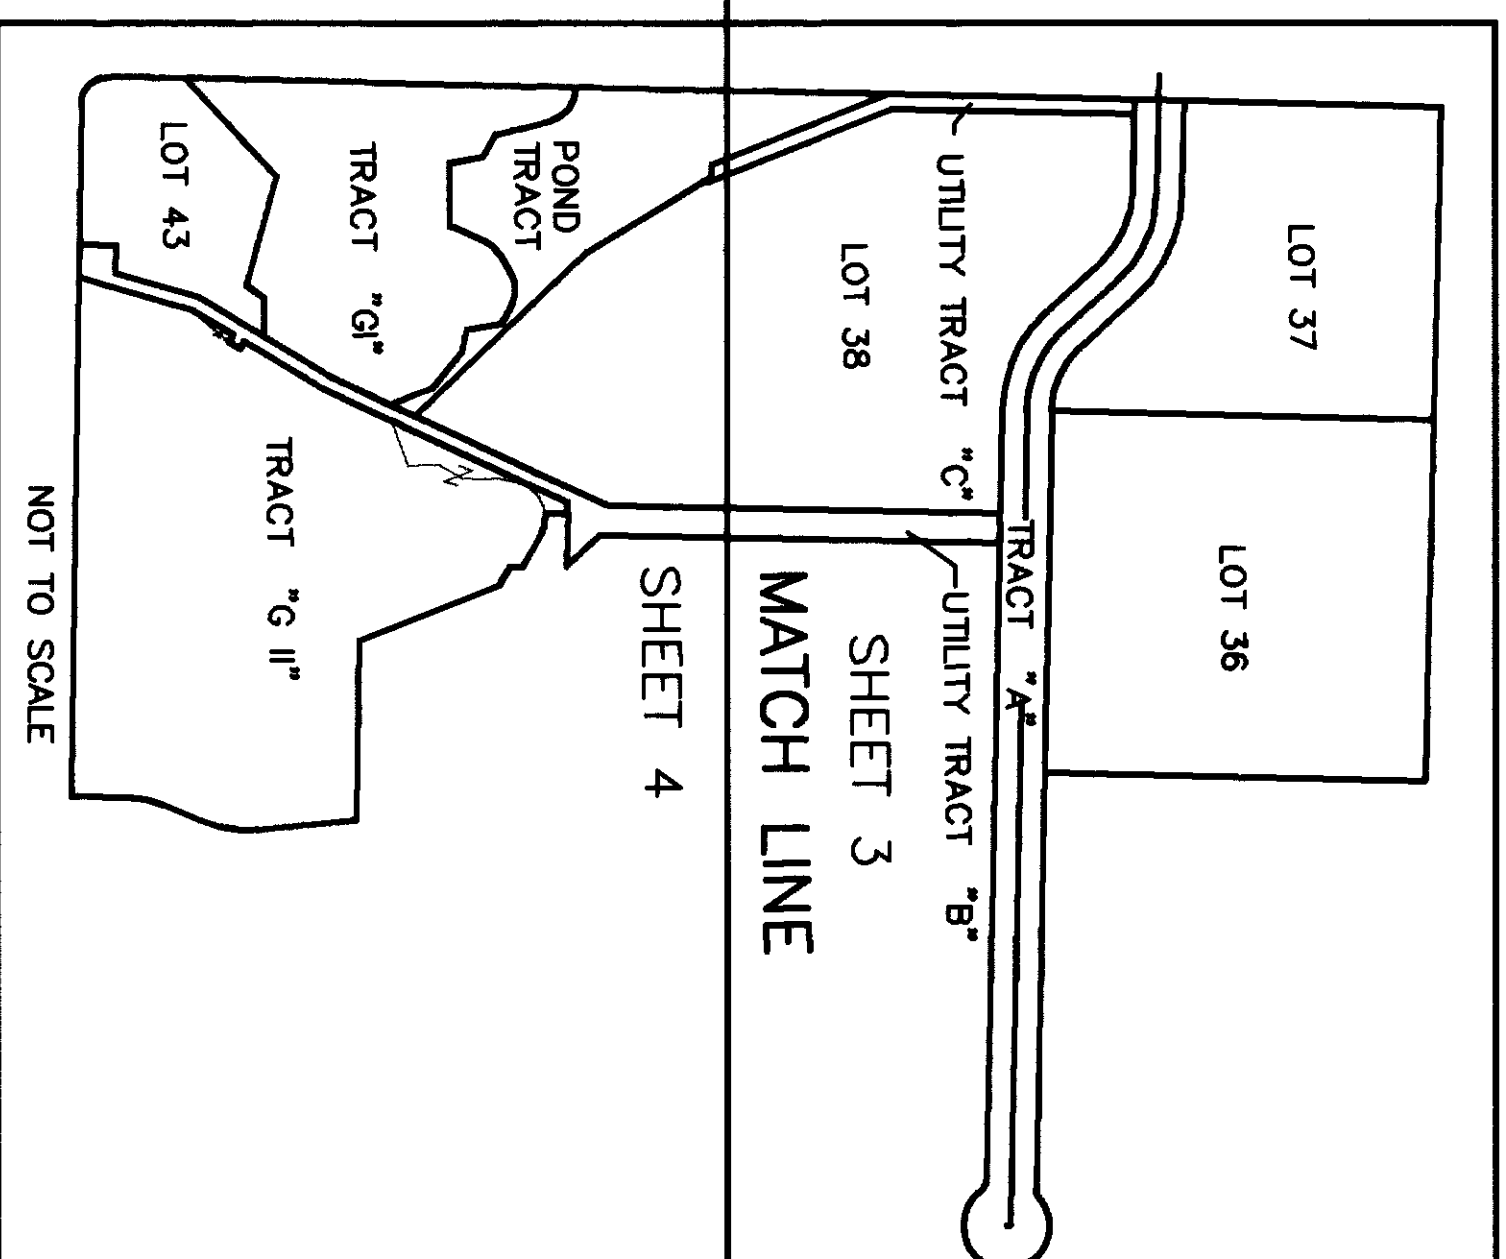 LOT 37
LOT 36
TRACT "A"
UTILITY TRACT "C"
UTILITY TRACT "B"
LOT 38
SHEET 3
MATCH LINE
SHEET 4
POND
TRACT
TRACT "GI"
TRACT "G II"
LOT 43
NOT TO SCALE